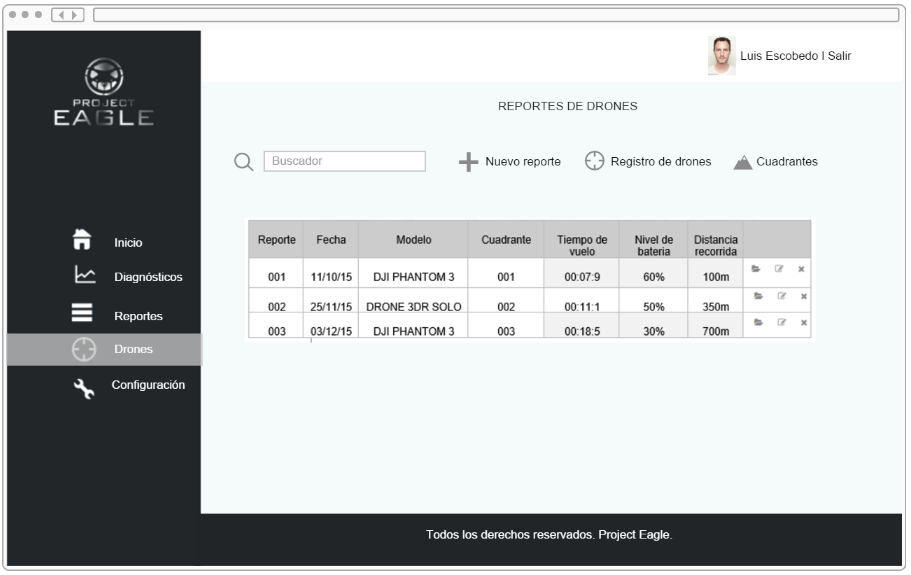 Luis Escobedo I Salir
PROJECT
EAGLE
REPORTES DE DRONES
Buscador
Nuevo reporte
Registro de drones
Cuadrantes
Inicio
Diagnósticos
Reportes
Drones
Configuración
Reporte Fecha Modelo Cuadrante Tiempo de vuelo Nivel de bateria Distancia recorrida
001 11/10/15 DJI PHANTOM 3 001 00:07:9 60% 100m
002 25/11/15 DRONE 3DR SOLO 002 00:11:1 50% 350m
003 03/12/15 DJI PHANTOM 3 003 00:18:5 30% 700m
Todos los derechos reservados. Project Eagle.